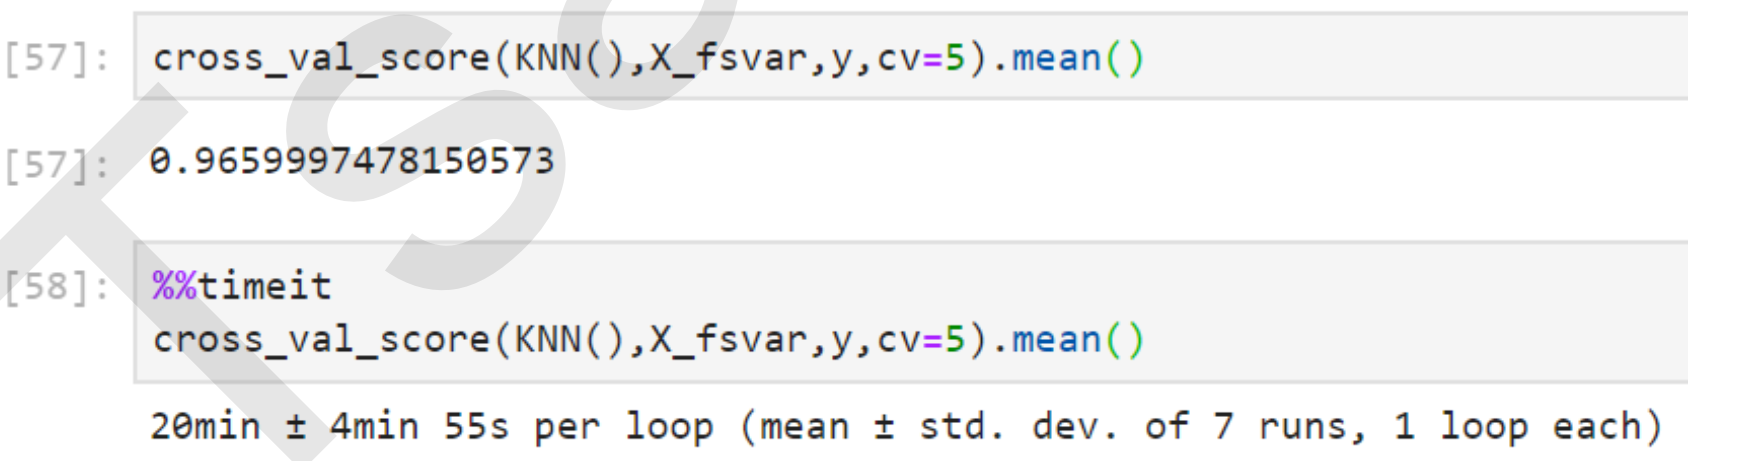 [57]: cross_val_score(KNN(),X_fsvar,y,cv=5).mean()
[57]: 0.96599997478150573
[58]: %%timeit
cross_val_score(KNN(),X_fsvar,y,cv=5).mean()
20min ± 4min 55s per loop (mean ± std. dev. of 7 runs, 1 loop each)